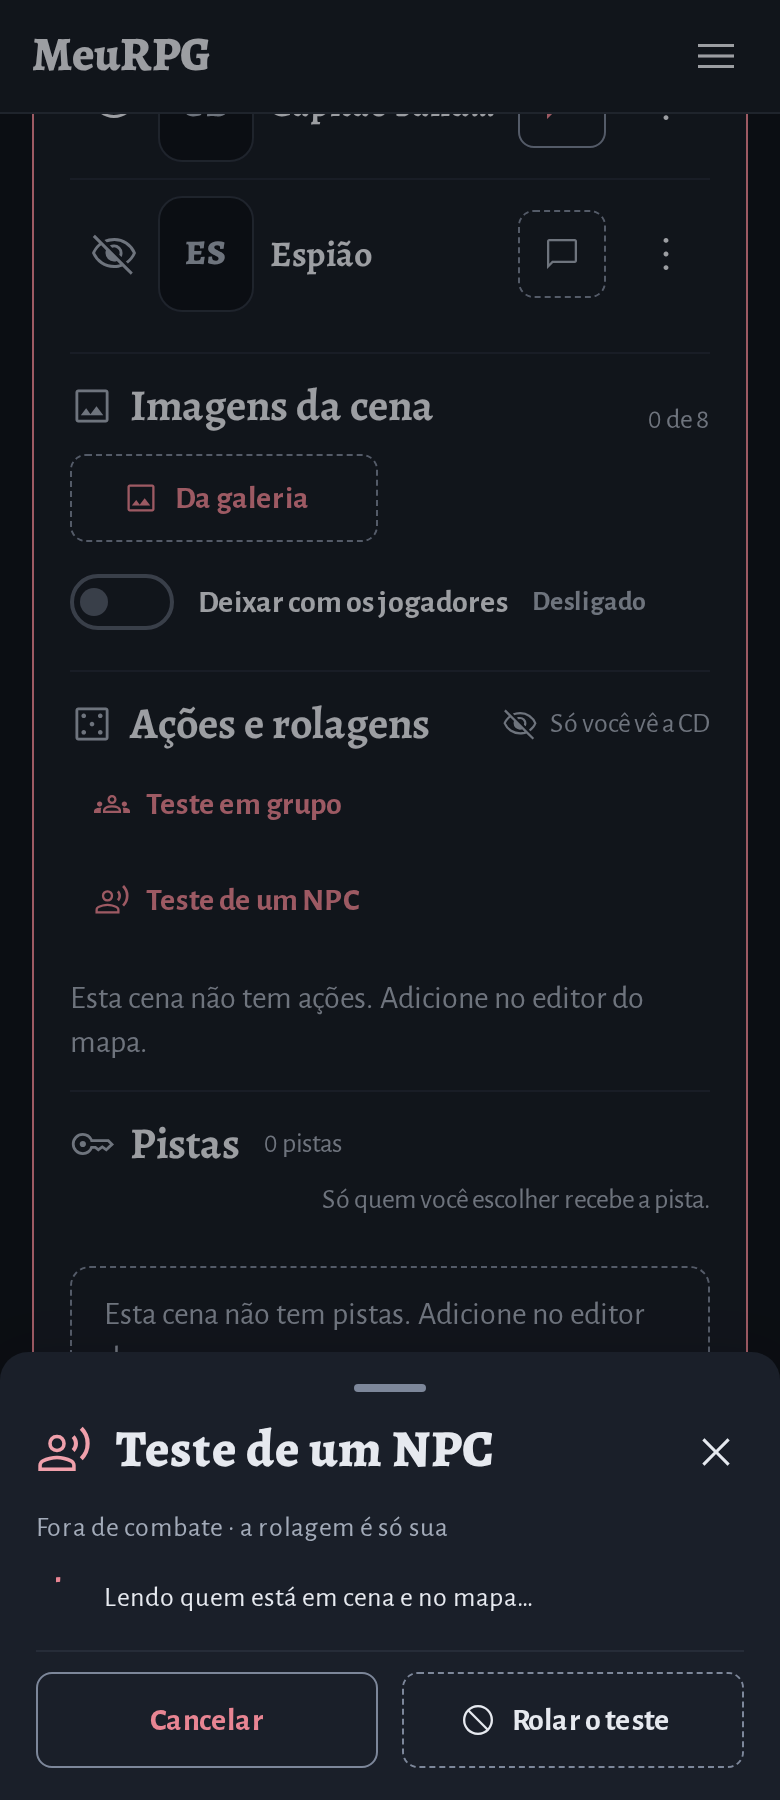 MeuRPG
ES
Espião
Imagens da cena
0 de 8
Da galeria
Deixar com os jogadores
Desligado
Ações e rolagens
Só você vê a CD
Teste em grupo
Teste de um NPC
Esta cena não tem ações. Adicione no editor do
mapa.
Pistas
0 pistas
Só quem você escolher recebe a pista.
Esta cena não tem pistas. Adicione no editor
Teste de um NPC
Fora de combate · a rolagem é só sua
Lendo quem está em cena e no mapa...
Cancelar
Rolar o teste